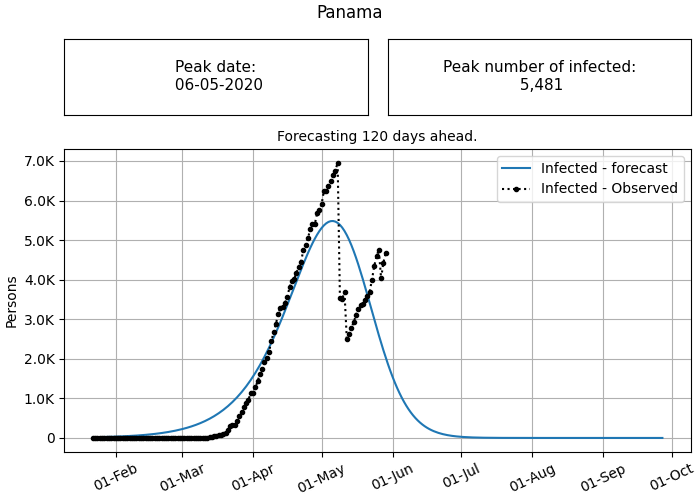 Panama
Peak date:
06-05-2020
Peak number of infected:
5,481
Forecasting 120 days ahead.
Infected - forecast
Infected - Observed
Persons
7.0K
6.0K
5.0K
4.0K
3.0K
2.0K
1.0K
0
01-Feb
01-Mar
01-Apr
01-May
01-Jun
01-Jul
01-Aug
01-Sep
01-Oct